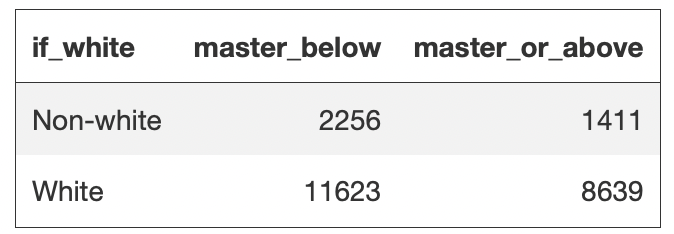 if_white master_below master_or_above
Non-white 2256 1411
White 11623 8639